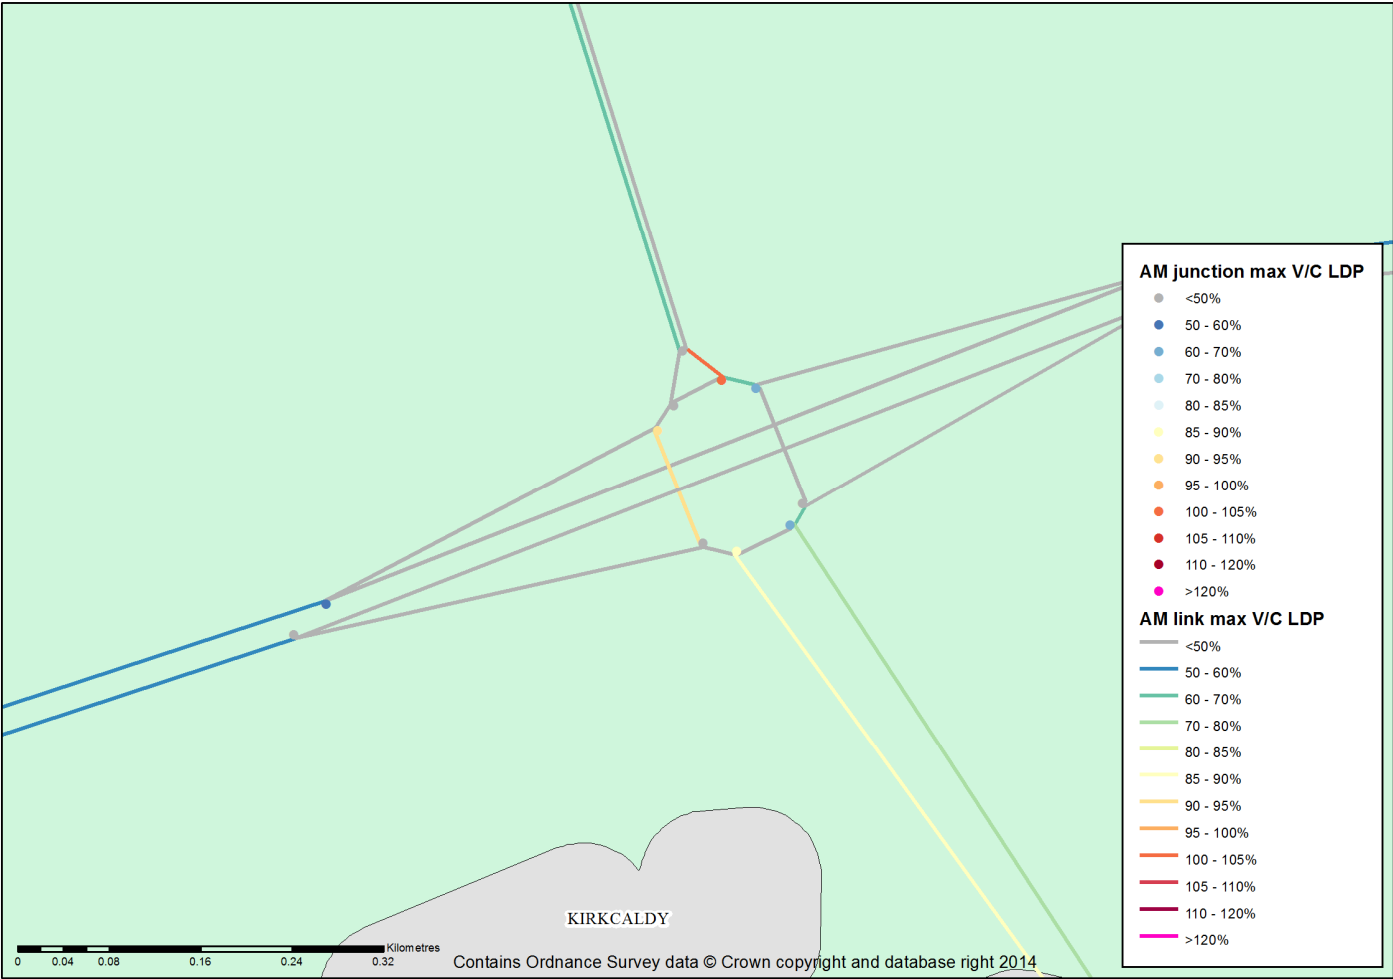 AM junction max V/C LDP
<50%
50 - 60%
60 - 70%
70 - 80%
80 - 85%
85 - 90%
90 - 95%
95 - 100%
100 - 105%
105 - 110%
110 - 120%
>120%
AM link max V/C LDP
<50%
50 - 60%
60 - 70%
70 - 80%
80 - 85%
85 - 90%
90 - 95%
95 - 100%
100 - 105%
105 - 110%
110 - 120%
>120%
KIRKCALDY
Kilometres
0 0.04 0.08 0.16 0.24 0.32
Contains Ordnance Survey data © Crown copyright and database right 2014